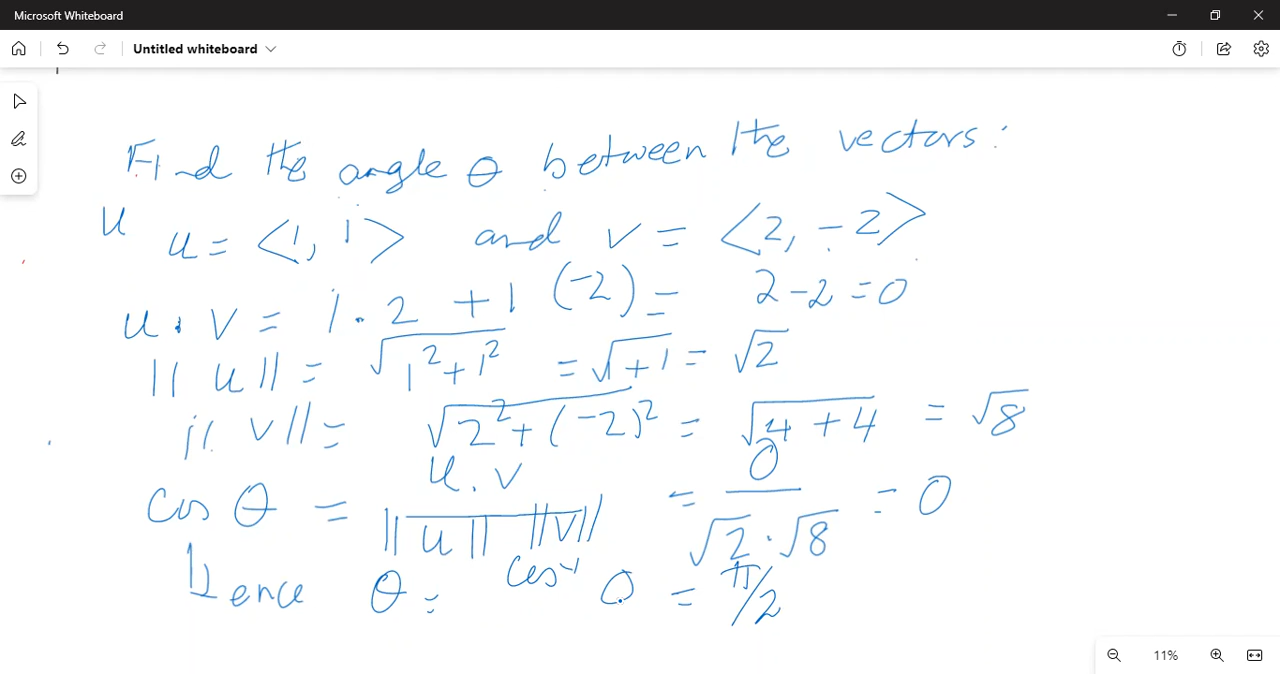 Microsoft Whiteboard
Untitled whiteboard
Find the angle θ between the vectors:
u u = <1, 1> and v = <2, -2>
u . v = 1 . 2 + 1 (-2) = 2 - 2 = 0
|| u || = √(1² + 1²) = √(1 + 1) = √2
|| v || = √(2² + (-2)²) = √(4 + 4) = √8
cos θ = u . v / || u || || v || = 0 / √2 . √8 = 0
Hence θ = cos⁻¹ 0 = π/2
11%